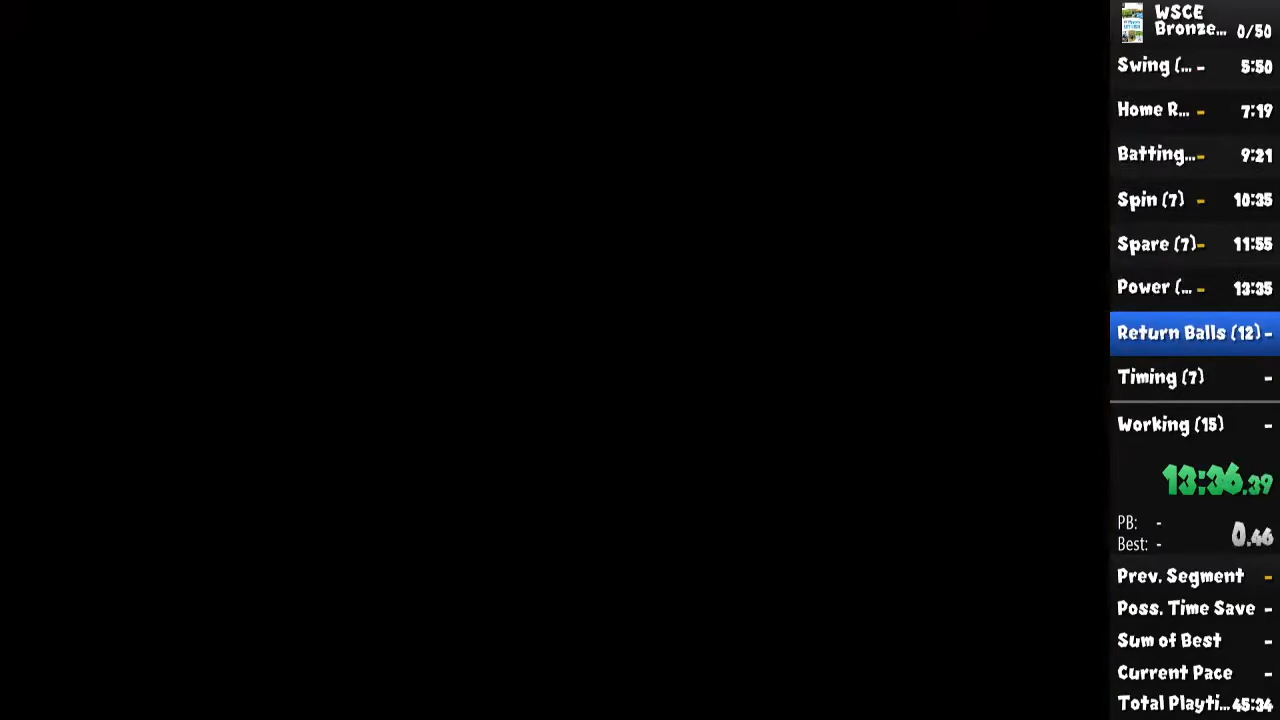 WSCE
Bronze... 0/50
Swing (... - 5:50
Home R... - 7:19
Batting... - 9:21
Spin (7) - 10:35
Spare (7) - 11:55
Power (... - 13:35
Return Balls (12) -
Timing (7) -
Working (15) -
13:36.39
PB: -
0.46
Best: -
Prev. Segment -
Poss. Time Save -
Sum of Best -
Current Pace -
Total Playti... 45:34